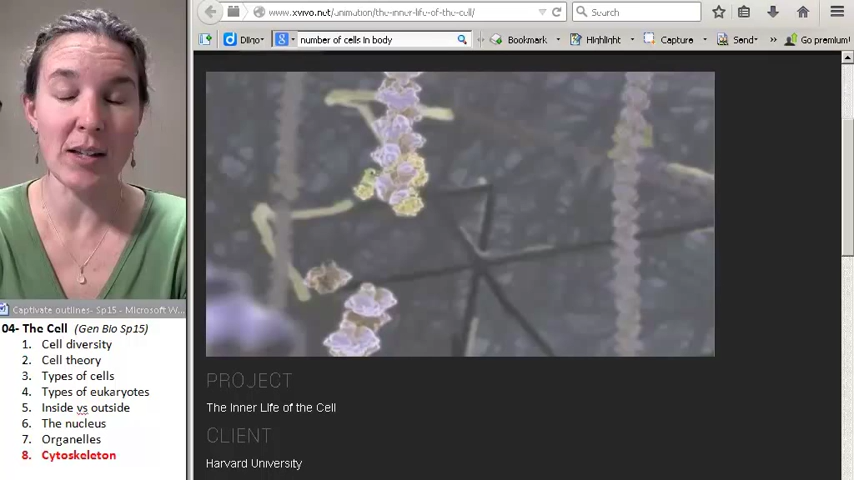 www.xvivo.net/animation/the-inner-life-of-the-cell/
Search
Diigo
number of cells in body
Bookmark
Highlight
Capture
Send
Go premium!
Captivate outlines- Sp15 - Microsoft W...
04- The Cell (Gen Bio Sp15)
1. Cell diversity
2. Cell theory
3. Types of cells
4. Types of eukaryotes
5. Inside vs outside
6. The nucleus
7. Organelles
8. Cytoskeleton
PROJECT
The Inner Life of the Cell
CLIENT
Harvard University